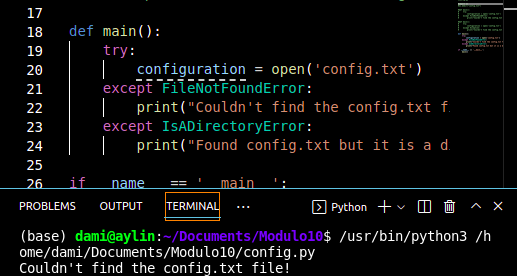 17
18 def main():
19 try:
20 configuration = open('config.txt')
21 except FileNotFoundError:
22 print("Couldn't find the config.txt f
23 except IsADirectoryError:
24 print("Found config.txt but it is a d
25
26 if __name__ == '__main__':
PROBLEMS OUTPUT TERMINAL ··· Python
(base) dami@aylin:~/Documents/Modulo10$ /usr/bin/python3 /h
ome/dami/Documents/Modulo10/config.py
Couldn't find the config.txt file!